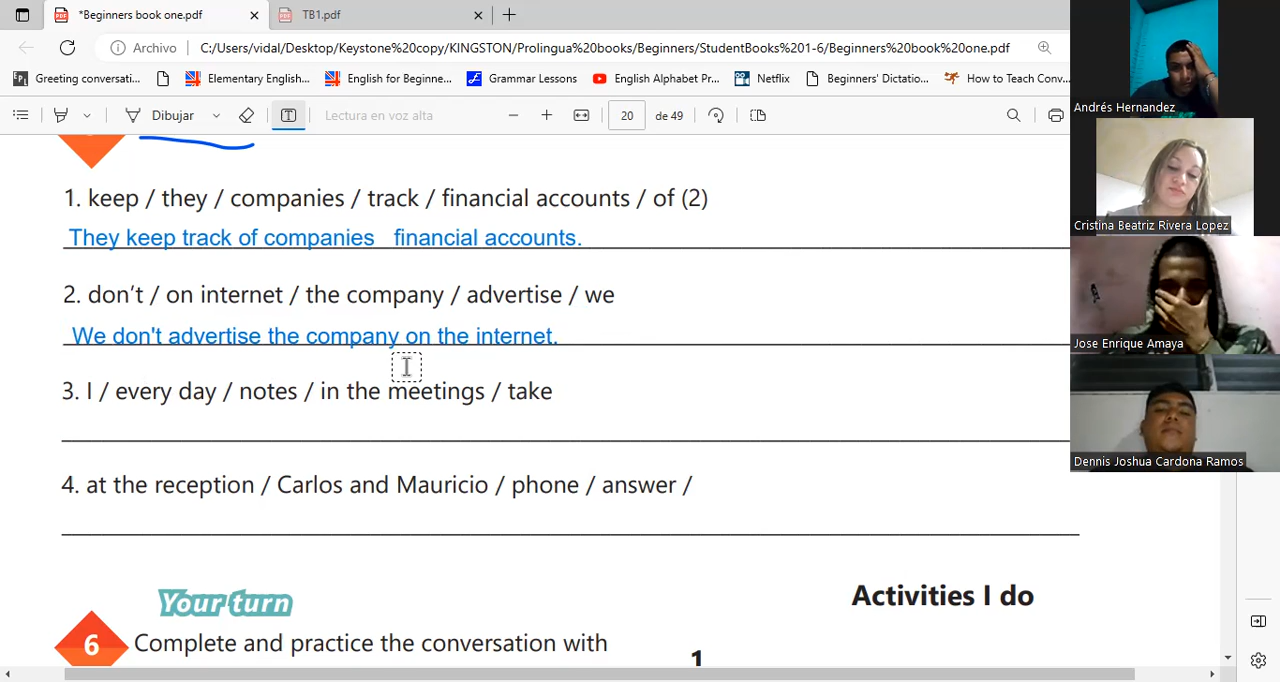 *Beginners book one.pdf
TB1.pdf
Archivo
C:/Users/vidal/Desktop/Keystone%20copy/KINGSTON/Prolingua%20books/Beginners/StudentBooks%201-6/Beginners%20book%20one.pdf
Greeting conversati...
Elementary English...
English for Beginne...
Grammar Lessons
English Alphabet Pr...
Netflix
Beginners' Dictatio...
How to Teach Conv...
Dibujar
Lectura en voz alta
20
de 49
1. keep / they / companies / track / financial accounts / of (2)
They keep track of companies financial accounts.
2. don't / on internet / the company / advertise / we
We don't advertise the company on the internet.
3. I / every day / notes / in the meetings / take
4. at the reception / Carlos and Mauricio / phone / answer /
Your turn
Activities I do
6
Complete and practice the conversation with
1
Andrés Hernandez
Cristina Beatriz Rivera Lopez
Jose Enrique Amaya
Dennis Joshua Cardona Ramos